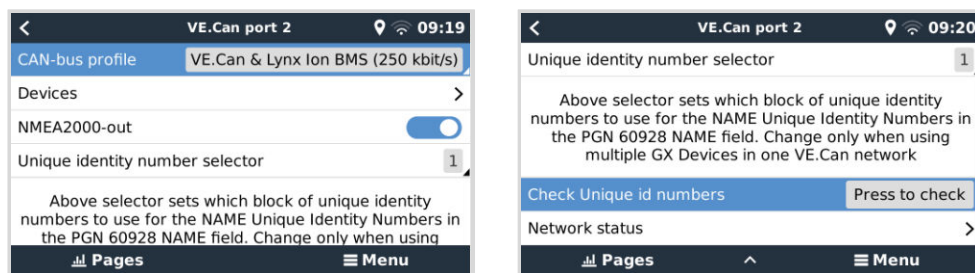 VE.Can port 2 09:19
CAN-bus profile VE.Can & Lynx Ion BMS (250 kbit/s)
Devices
NMEA2000-out
Unique identity number selector 1
Above selector sets which block of unique identity
numbers to use for the NAME Unique Identity Numbers in
the PGN 60928 NAME field. Change only when using
Pages Menu
VE.Can port 2 09:20
Unique identity number selector 1
Above selector sets which block of unique identity
numbers to use for the NAME Unique Identity Numbers in
the PGN 60928 NAME field. Change only when using
multiple GX Devices in one VE.Can network
Check Unique id numbers Press to check
Network status
Pages Menu